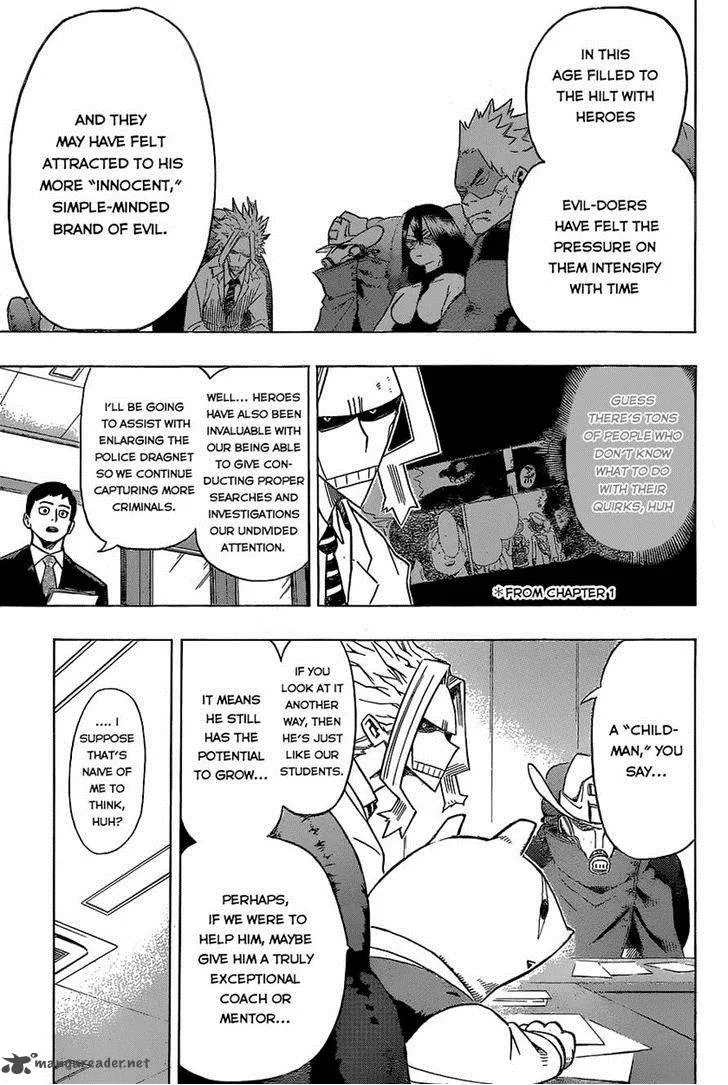 IN THIS
AGE FILLED TO
THE HILT WITH
HEROES
EVIL-DOERS
HAVE FELT THE
PRESSURE ON
THEM INTENSIFY
WITH TIME
AND THEY
MAY HAVE FELT
ATTRACTED TO HIS
MORE "INNOCENT,"
SIMPLE-MINDED
BRAND OF EVIL.
GUESS
THERE'S TONS
OF PEOPLE WHO
DON'T KNOW
WHAT TO DO
WITH THEIR
QUIRKS, HUH
*FROM CHAPTER 1
WELL... HEROES
HAVE ALSO BEEN
INVALUABLE WITH
OUR BEING ABLE
TO GIVE CON-
DUCTING PROPER
SEARCHES AND
INVESTIGATIONS
OUR UNDIVIDED
ATTENTION.
I'LL BE GOING
TO ASSIST WITH
ENLARGING THE
POLICE DRAGNET
SO WE CONTINUE
CAPTURING MORE
CRIMINALS.
A "CHILD-
MAN," YOU
SAY...
IF YOU
LOOK AT IT
ANOTHER
WAY, THEN
HE'S JUST
LIKE OUR
STUDENTS.
IT MEANS
HE STILL
HAS THE
POTENTIAL
TO GROW...
PERHAPS,
IF WE WERE TO
HELP HIM, MAYBE
GIVE HIM A TRULY
EXCEPTIONAL
COACH OR
MENTOR...
.... I
SUPPOSE
THAT'S
NAIVE OF
ME TO
THINK,
HUH?
mangareader.net